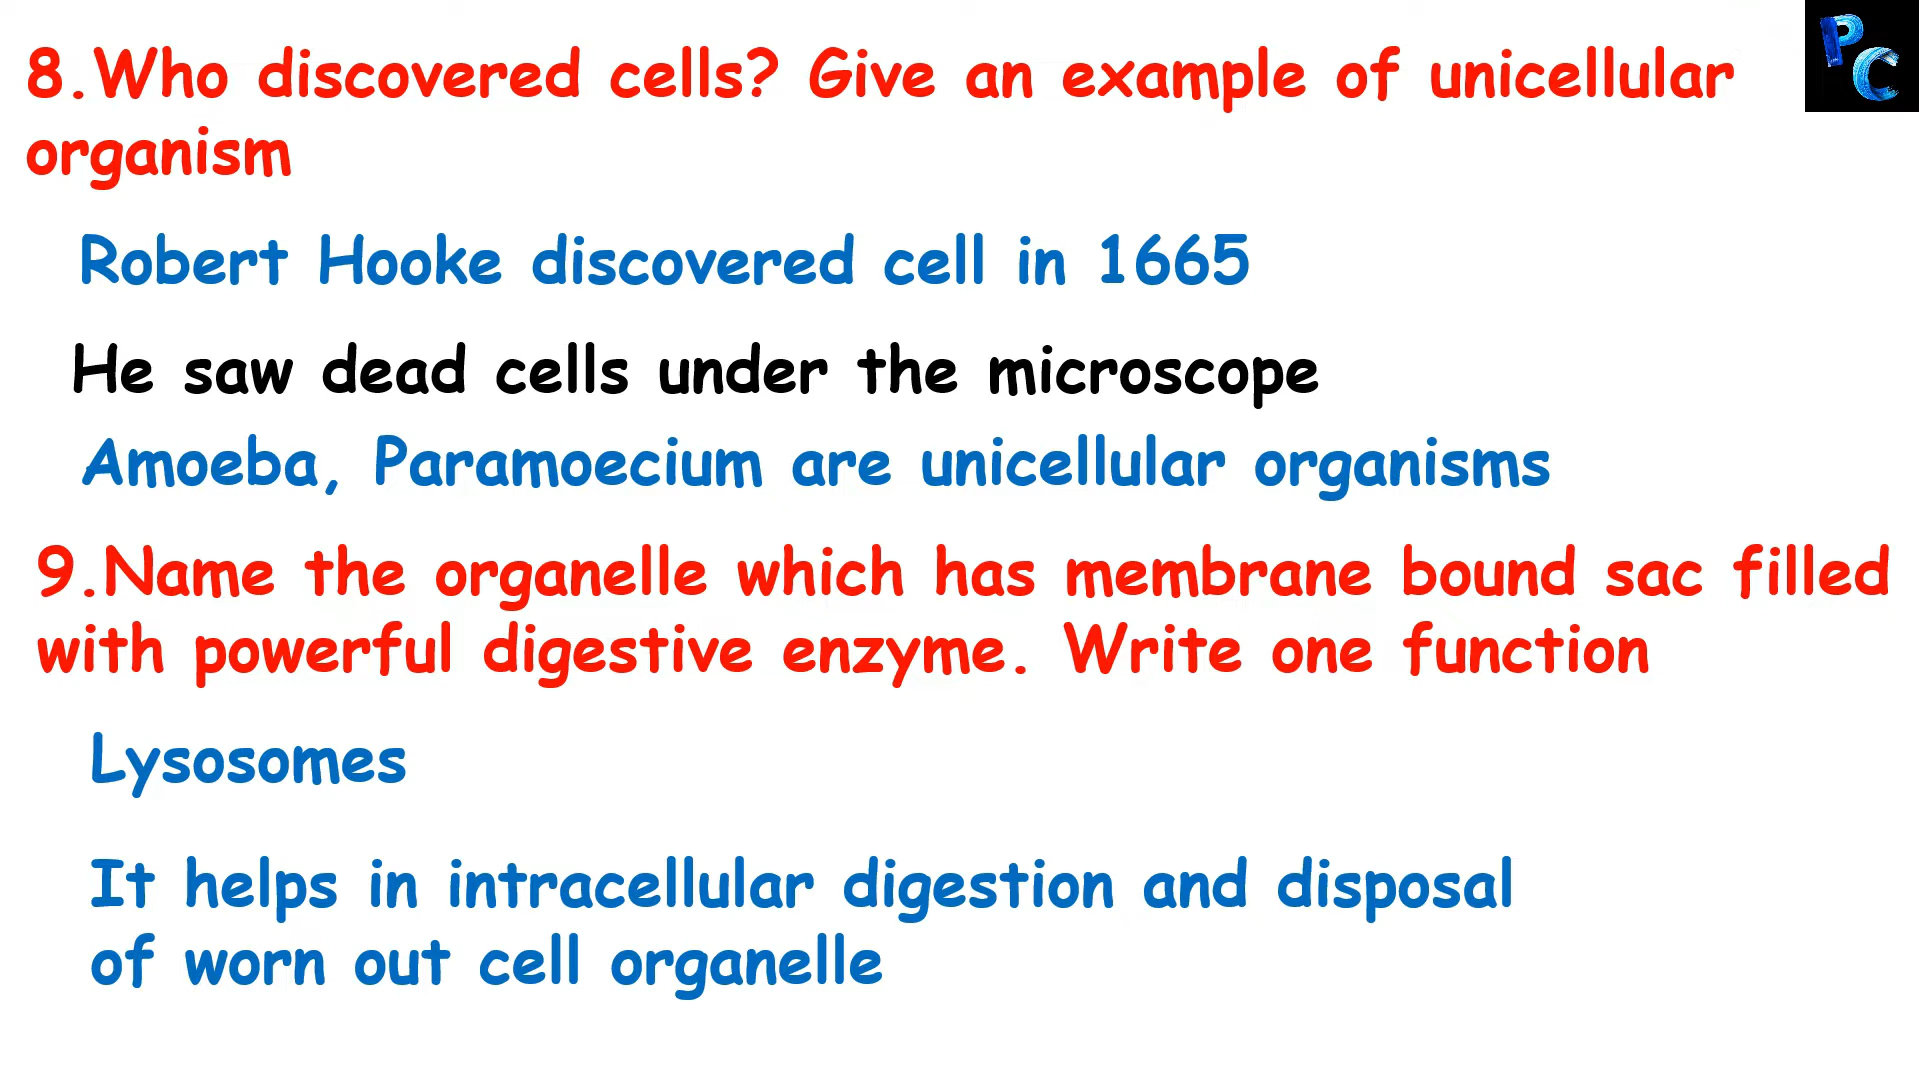 PC
8.Who discovered cells? Give an example of unicellular
organism
Robert Hooke discovered cell in 1665
He saw dead cells under the microscope
Amoeba, Paramoecium are unicellular organisms
9.Name the organelle which has membrane bound sac filled
with powerful digestive enzyme. Write one function
Lysosomes
It helps in intracellular digestion and disposal
of worn out cell organelle